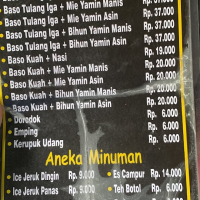 Baso Tulang Iga + Mie Yamin Manis Rp. 37.000
Baso Tulang Iga + Mie Yamin Asin Rp. 37.000
Baso Tulang Iga + Bihun Yamin Manis Rp. 37.000
Baso Tulang Iga + Bihun Yamin Asin Rp. 37.000
Baso Kuah + Nasi Rp. 19.000
Baso Kuah + Mie Yamin Manis Rp. 20.000
Baso Kuah + Mie Yamin Asin Rp. 20.000
Baso Kuah + Bihun Yamin Manis Rp. 20.000
Baso Kuah + Bihun Yamin Asin Rp. 20.000
Dorodok Rp. 6.000
Emping Rp. 6.000
Kerupuk Udang Rp. 6.000
Aneka Minuman
Ice Jeruk Dingin Rp. 9.000 Es Campur Rp. 14.000
Ice Jeruk Panas Rp. 9.000 Teh Botol Rp. 6.000